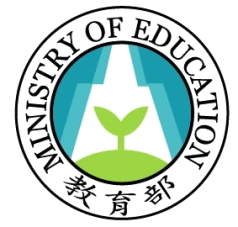 MINISTRY OF EDUCATION
教育部